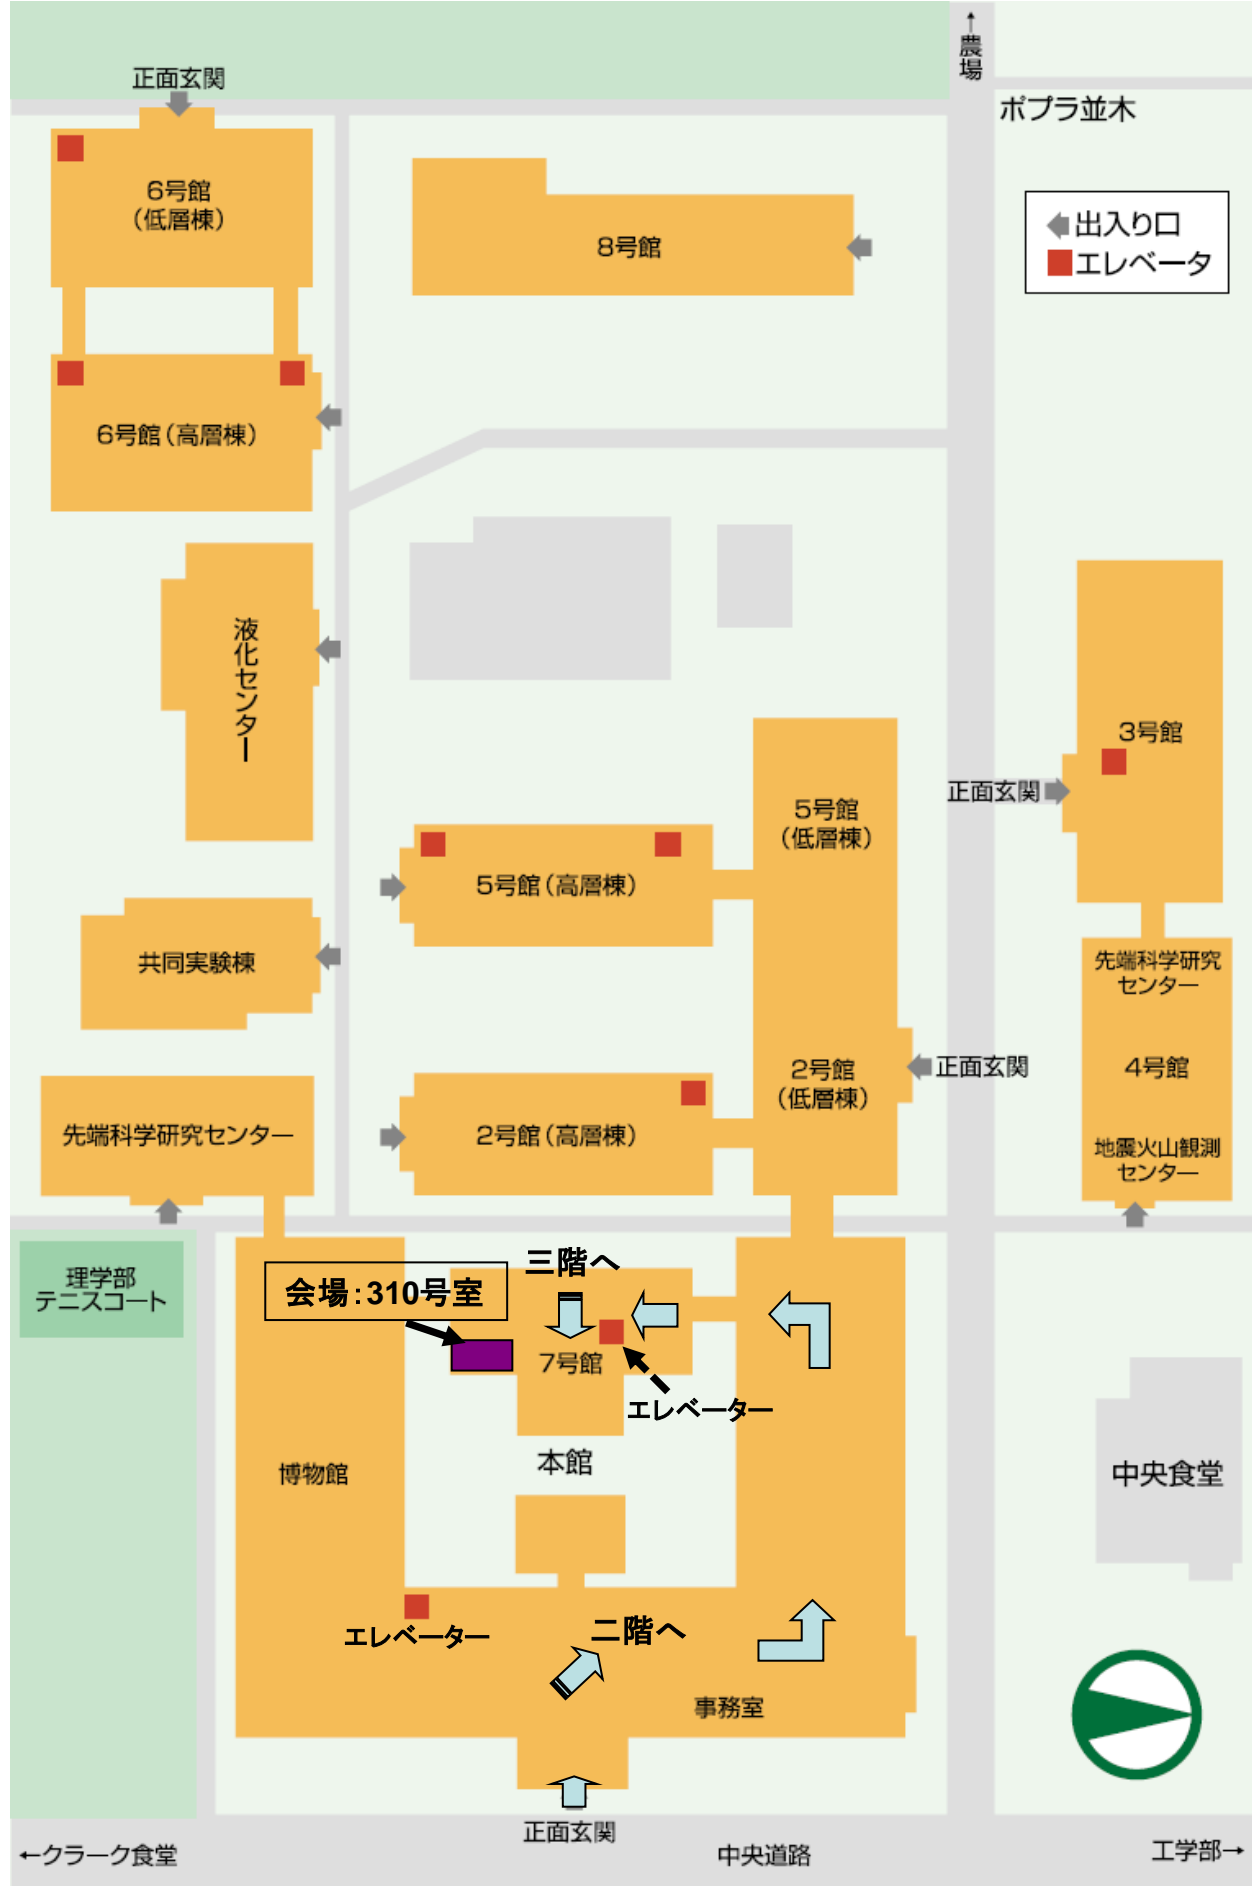 ↑農場
正面玄関
ポプラ並木
6号館
（低層棟）
8号館
出入り口
エレベータ
6号館（高層棟）
液化センター
3号館
正面玄関
5号館
（低層棟）
5号館（高層棟）
共同実験棟
先端科学研究
センター
4号館
2号館
（低層棟）
正面玄関
先端科学研究センター
2号館（高層棟）
地震火山観測
センター
三階へ
理学部
テニスコート
会場：310号室
7号館
エレベーター
本館
博物館
中央食堂
エレベーター
二階へ
事務室
正面玄関
←クラーク食堂
中央道路
工学部→